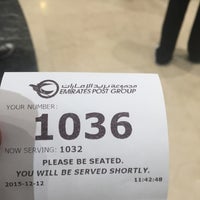 مجموعة بريد الإمارات
EMIRATES POST GROUP
YOUR NUMBER:
1036
NOW SERVING: 1032
PLEASE BE SEATED.
YOU WILL BE SERVED SHORTLY.
2015-12-12 11:42:48